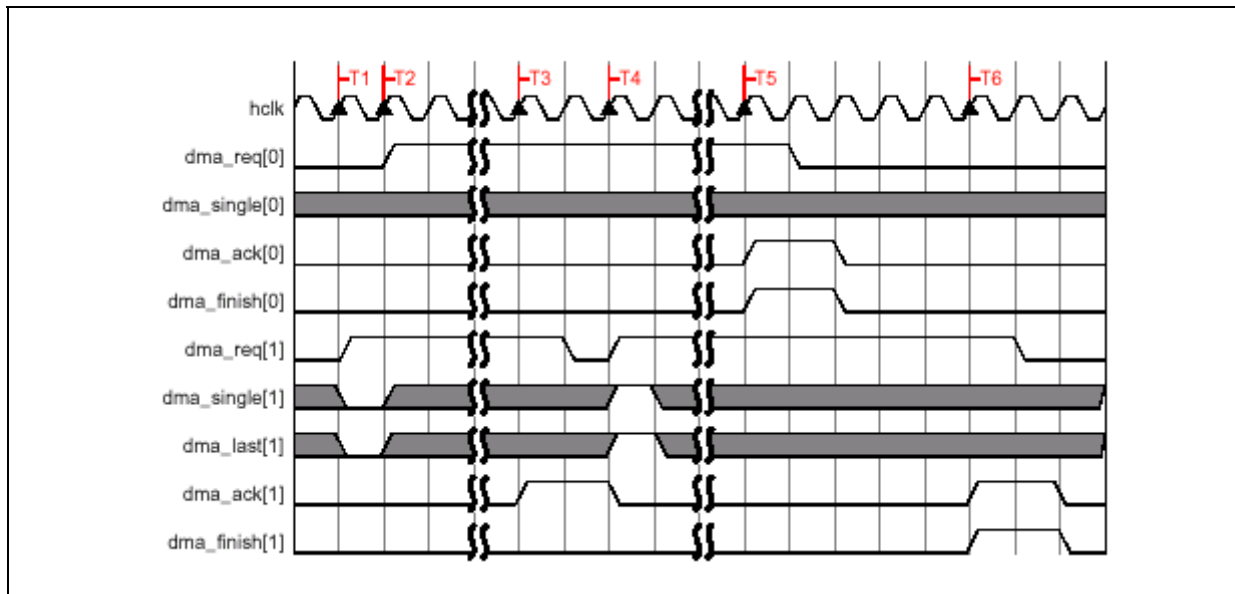 T1 T2 T3 T4 T5 T6
hclk
dma_req[0]
dma_single[0]
dma_ack[0]
dma_finish[0]
dma_req[1]
dma_single[1]
dma_last[1]
dma_ack[1]
dma_finish[1]